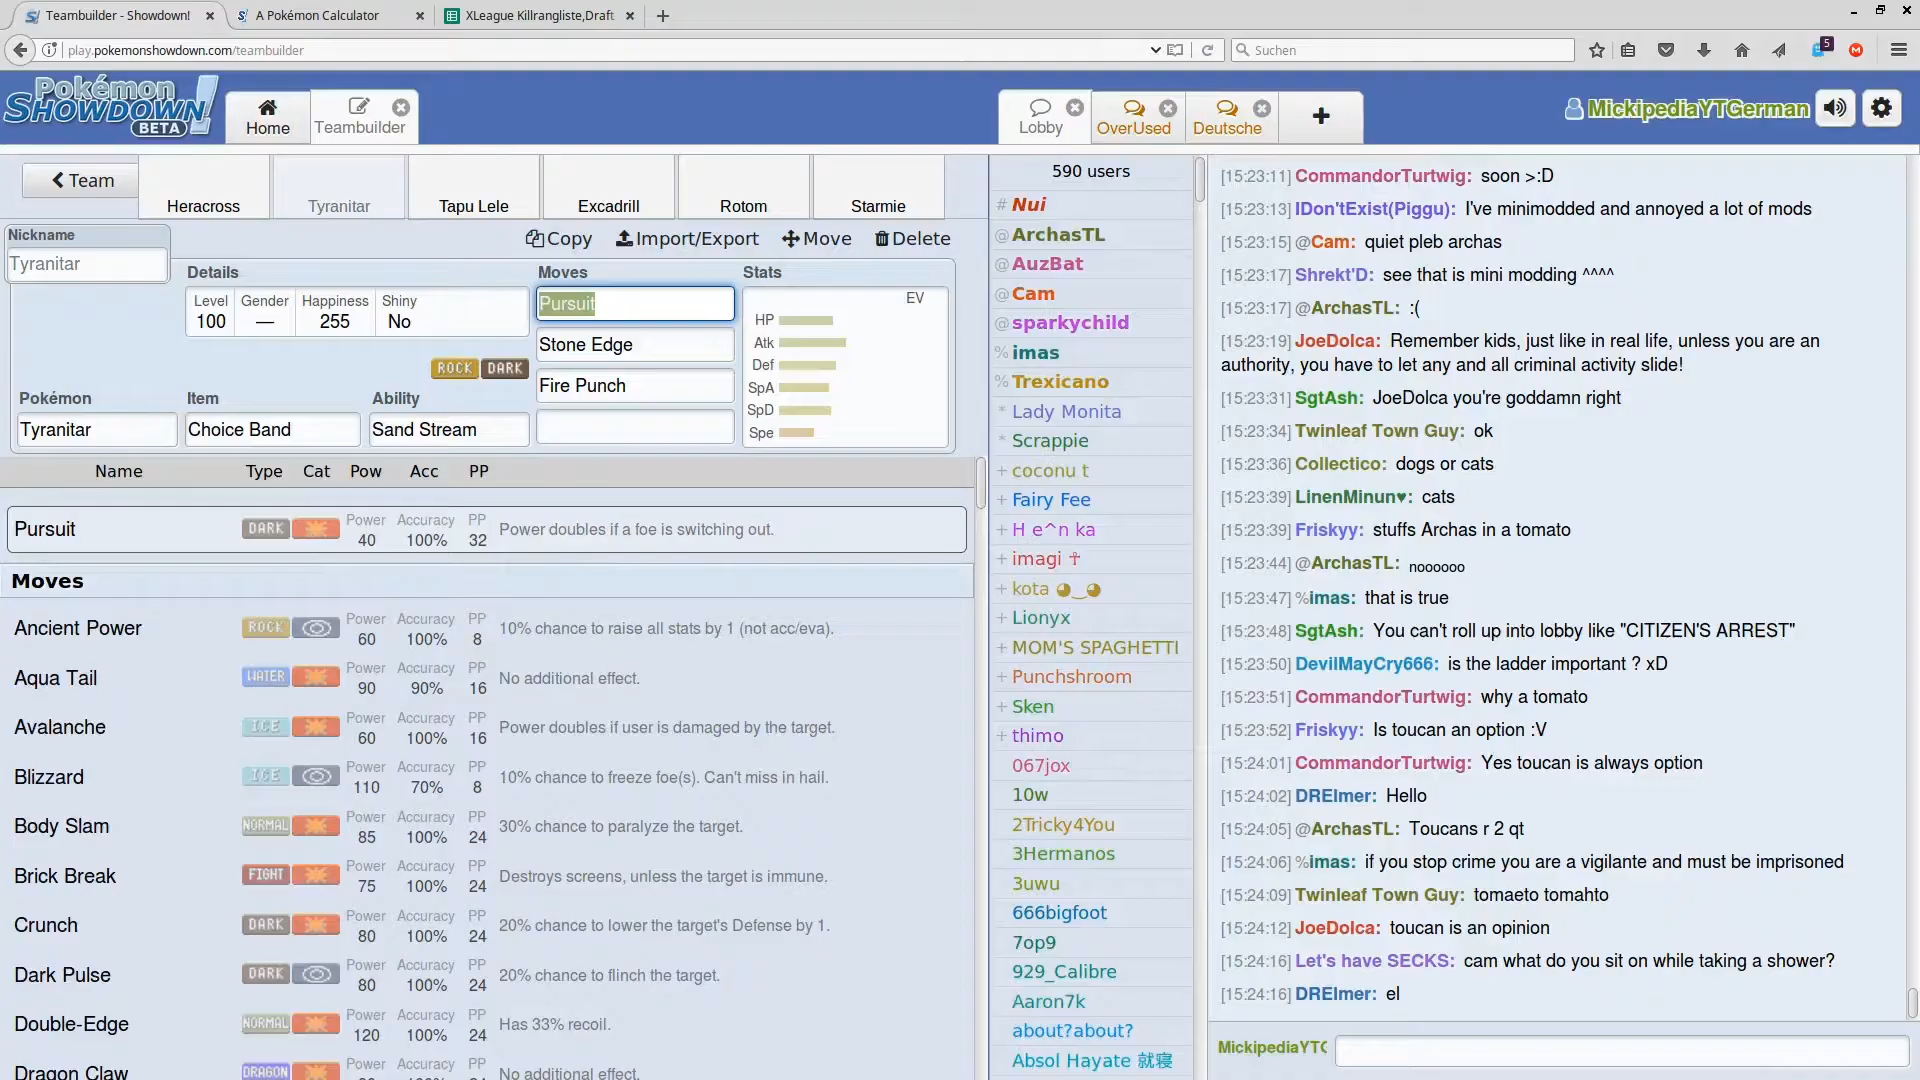 Teambuilder - Showdown!
A Pokémon Calculator
XLeague Killrangliste,Draft
play.pokemonshowdown.com/teambuilder
Suchen
5
Pokémon
SHOWDOWN!
BETA
Home
Teambuilder
Lobby
OverUsed
Deutsche
MickipediaYTGerman
Team
Heracross
Tyranitar
Tapu Lele
Excadrill
Rotom
Starmie
Nickname
Tyranitar
Copy
Import/Export
Move
Delete
Details
Level
100
Gender
—
Happiness
255
Shiny
No
ROCK
DARK
Pokémon
Tyranitar
Item
Choice Band
Ability
Sand Stream
Moves
Pursuit
Stone Edge
Fire Punch
Stats
EV
HP
Atk
Def
SpA
SpD
Spe
Name Type Cat Pow Acc PP
Pursuit DARK Power 40 Accuracy 100% PP 32 Power doubles if a foe is switching out.
Moves
Ancient Power ROCK Power 60 Accuracy 100% PP 8 10% chance to raise all stats by 1 (not acc/eva).
Aqua Tail WATER Power 90 Accuracy 90% PP 16 No additional effect.
Avalanche ICE Power 60 Accuracy 100% PP 16 Power doubles if user is damaged by the target.
Blizzard ICE Power 110 Accuracy 70% PP 8 10% chance to freeze foe(s). Can't miss in hail.
Body Slam NORMAL Power 85 Accuracy 100% PP 24 30% chance to paralyze the target.
Brick Break FIGHT Power 75 Accuracy 100% PP 24 Destroys screens, unless the target is immune.
Crunch DARK Power 80 Accuracy 100% PP 24 20% chance to lower the target's Defense by 1.
Dark Pulse DARK Power 80 Accuracy 100% PP 24 20% chance to flinch the target.
Double-Edge NORMAL Power 120 Accuracy 100% PP 24 Has 33% recoil.
Dragon Claw DRAGON Power Accuracy PP No additional effect.
590 users
# Nui
@ ArchasTL
@ AuzBat
@ Cam
@ sparkychild
% imas
% Trexicano
* Lady Monita
* Scrappie
+ coconu t
+ Fairy Fee
+ H e^n ka
+ imagi ☥
+ kota ◕‿◕
+ Lionyx
+ MOM'S SPAGHETTI
+ Punchshroom
+ Sken
+ thimo
067jox
10w
2Tricky4You
3Hermanos
3uwu
666bigfoot
7op9
929_Calibre
Aaron7k
about?about?
Absol Hayate 就寝
[15:23:11] CommandorTurtwig: soon >:D
[15:23:13] IDon'tExist(Piggu): I've minimodded and annoyed a lot of mods
[15:23:15] @Cam: quiet pleb archas
[15:23:17] Shrekt'D: see that is mini modding ^^^^
[15:23:17] @ArchasTL: :(
[15:23:19] JoeDolca: Remember kids, just like in real life, unless you are an
authority, you have to let any and all criminal activity slide!
[15:23:31] SgtAsh: JoeDolca you're goddamn right
[15:23:34] Twinleaf Town Guy: ok
[15:23:36] Collectico: dogs or cats
[15:23:39] LinenMinun♥: cats
[15:23:39] Friskyy: stuffs Archas in a tomato
[15:23:44] @ArchasTL: noooooo
[15:23:47] %imas: that is true
[15:23:48] SgtAsh: You can't roll up into lobby like "CITIZEN'S ARREST"
[15:23:50] DevilMayCry666: is the ladder important ? xD
[15:23:51] CommandorTurtwig: why a tomato
[15:23:52] Friskyy: Is toucan an option :V
[15:24:01] CommandorTurtwig: Yes toucan is always option
[15:24:02] DRElmer: Hello
[15:24:05] @ArchasTL: Toucans r 2 qt
[15:24:06] %imas: if you stop crime you are a vigilante and must be imprisoned
[15:24:09] Twinleaf Town Guy: tomaeto tomahto
[15:24:12] JoeDolca: toucan is an opinion
[15:24:16] Let's have SECKS: cam what do you sit on while taking a shower?
[15:24:16] DRElmer: el
MickipediaYTG